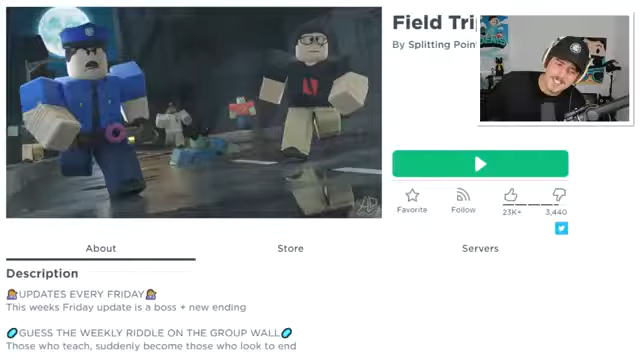 Field Trip
By Splitting Point
Favorite
Follow
23K+
3,440
About
Store
Servers
Description
🙋UPDATES EVERY FRIDAY🙋
This weeks Friday update is a boss + new ending
GUESS THE WEEKLY RIDDLE ON THE GROUP WALL
Those who teach, suddenly become those who look to end